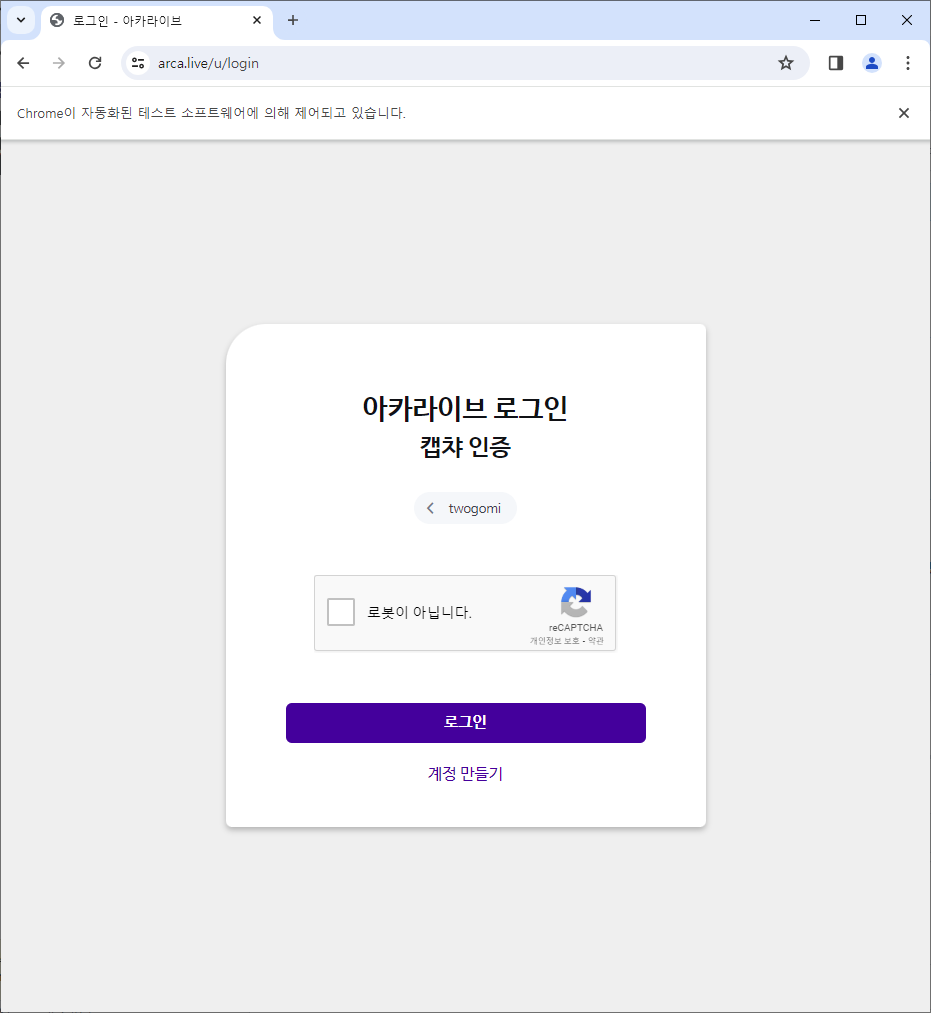 로그인 - 아카라이브
arca.live/u/login
Chrome이 자동화된 테스트 소프트웨어에 의해 제어되고 있습니다.
아카라이브 로그인
캡챠 인증
twogomi
로봇이 아닙니다.
reCAPTCHA
개인정보 보호 - 약관
로그인
계정 만들기